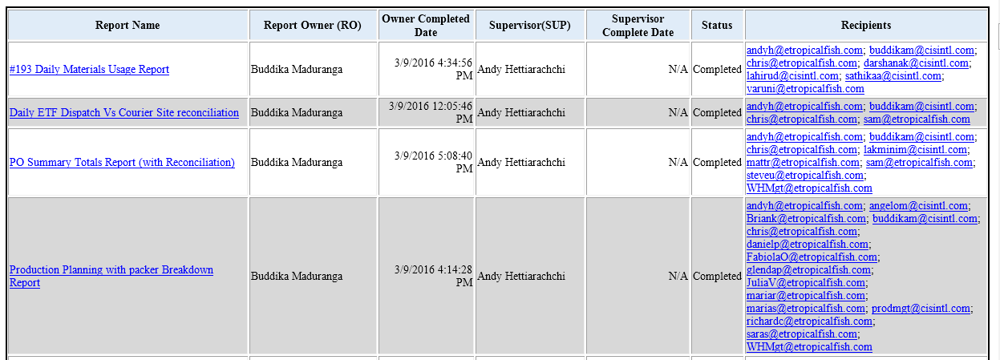 Report Name Report Owner (RO) Owner Completed Date Supervisor(SUP) Supervisor Complete Date Status Recipients
#193 Daily Materials Usage Report Buddika Maduranga 3/9/2016 4:34:56 PM Andy Hettiarachchi N/A Completed andyh@etropicalfish.com; buddikam@cisintl.com;
chris@etropicalfish.com; darshanak@cisintl.com;
lahirud@cisintl.com; sathikaa@cisintl.com;
varuni@etropicalfish.com
Daily ETF Dispatch Vs Courier Site reconciliation Buddika Maduranga 3/9/2016 12:05:46 PM Andy Hettiarachchi N/A Completed andyh@etropicalfish.com; buddikam@cisintl.com;
chris@etropicalfish.com; sam@etropicalfish.com
PO Summary Totals Report (with Reconciliation) Buddika Maduranga 3/9/2016 5:08:40 PM Andy Hettiarachchi N/A Completed andyh@etropicalfish.com; buddikam@cisintl.com;
chris@etropicalfish.com; lakminim@cisintl.com;
mattr@etropicalfish.com; sam@etropicalfish.com;
steveu@etropicalfish.com;
WHMgt@etropicalfish.com
Production Planning with packer Breakdown Report Buddika Maduranga 3/9/2016 4:14:28 PM Andy Hettiarachchi N/A Completed andyh@etropicalfish.com; angelom@cisintl.com;
Briank@etropicalfish.com; buddikam@cisintl.com;
chris@etropicalfish.com;
danielp@etropicalfish.com;
FabiolaO@etropicalfish.com;
glendap@etropicalfish.com;
JuliaV@etropicalfish.com;
mariar@etropicalfish.com;
marias@etropicalfish.com; prodmgt@cisintl.com;
richardc@etropicalfish.com;
saras@etropicalfish.com;
WHMgt@etropicalfish.com